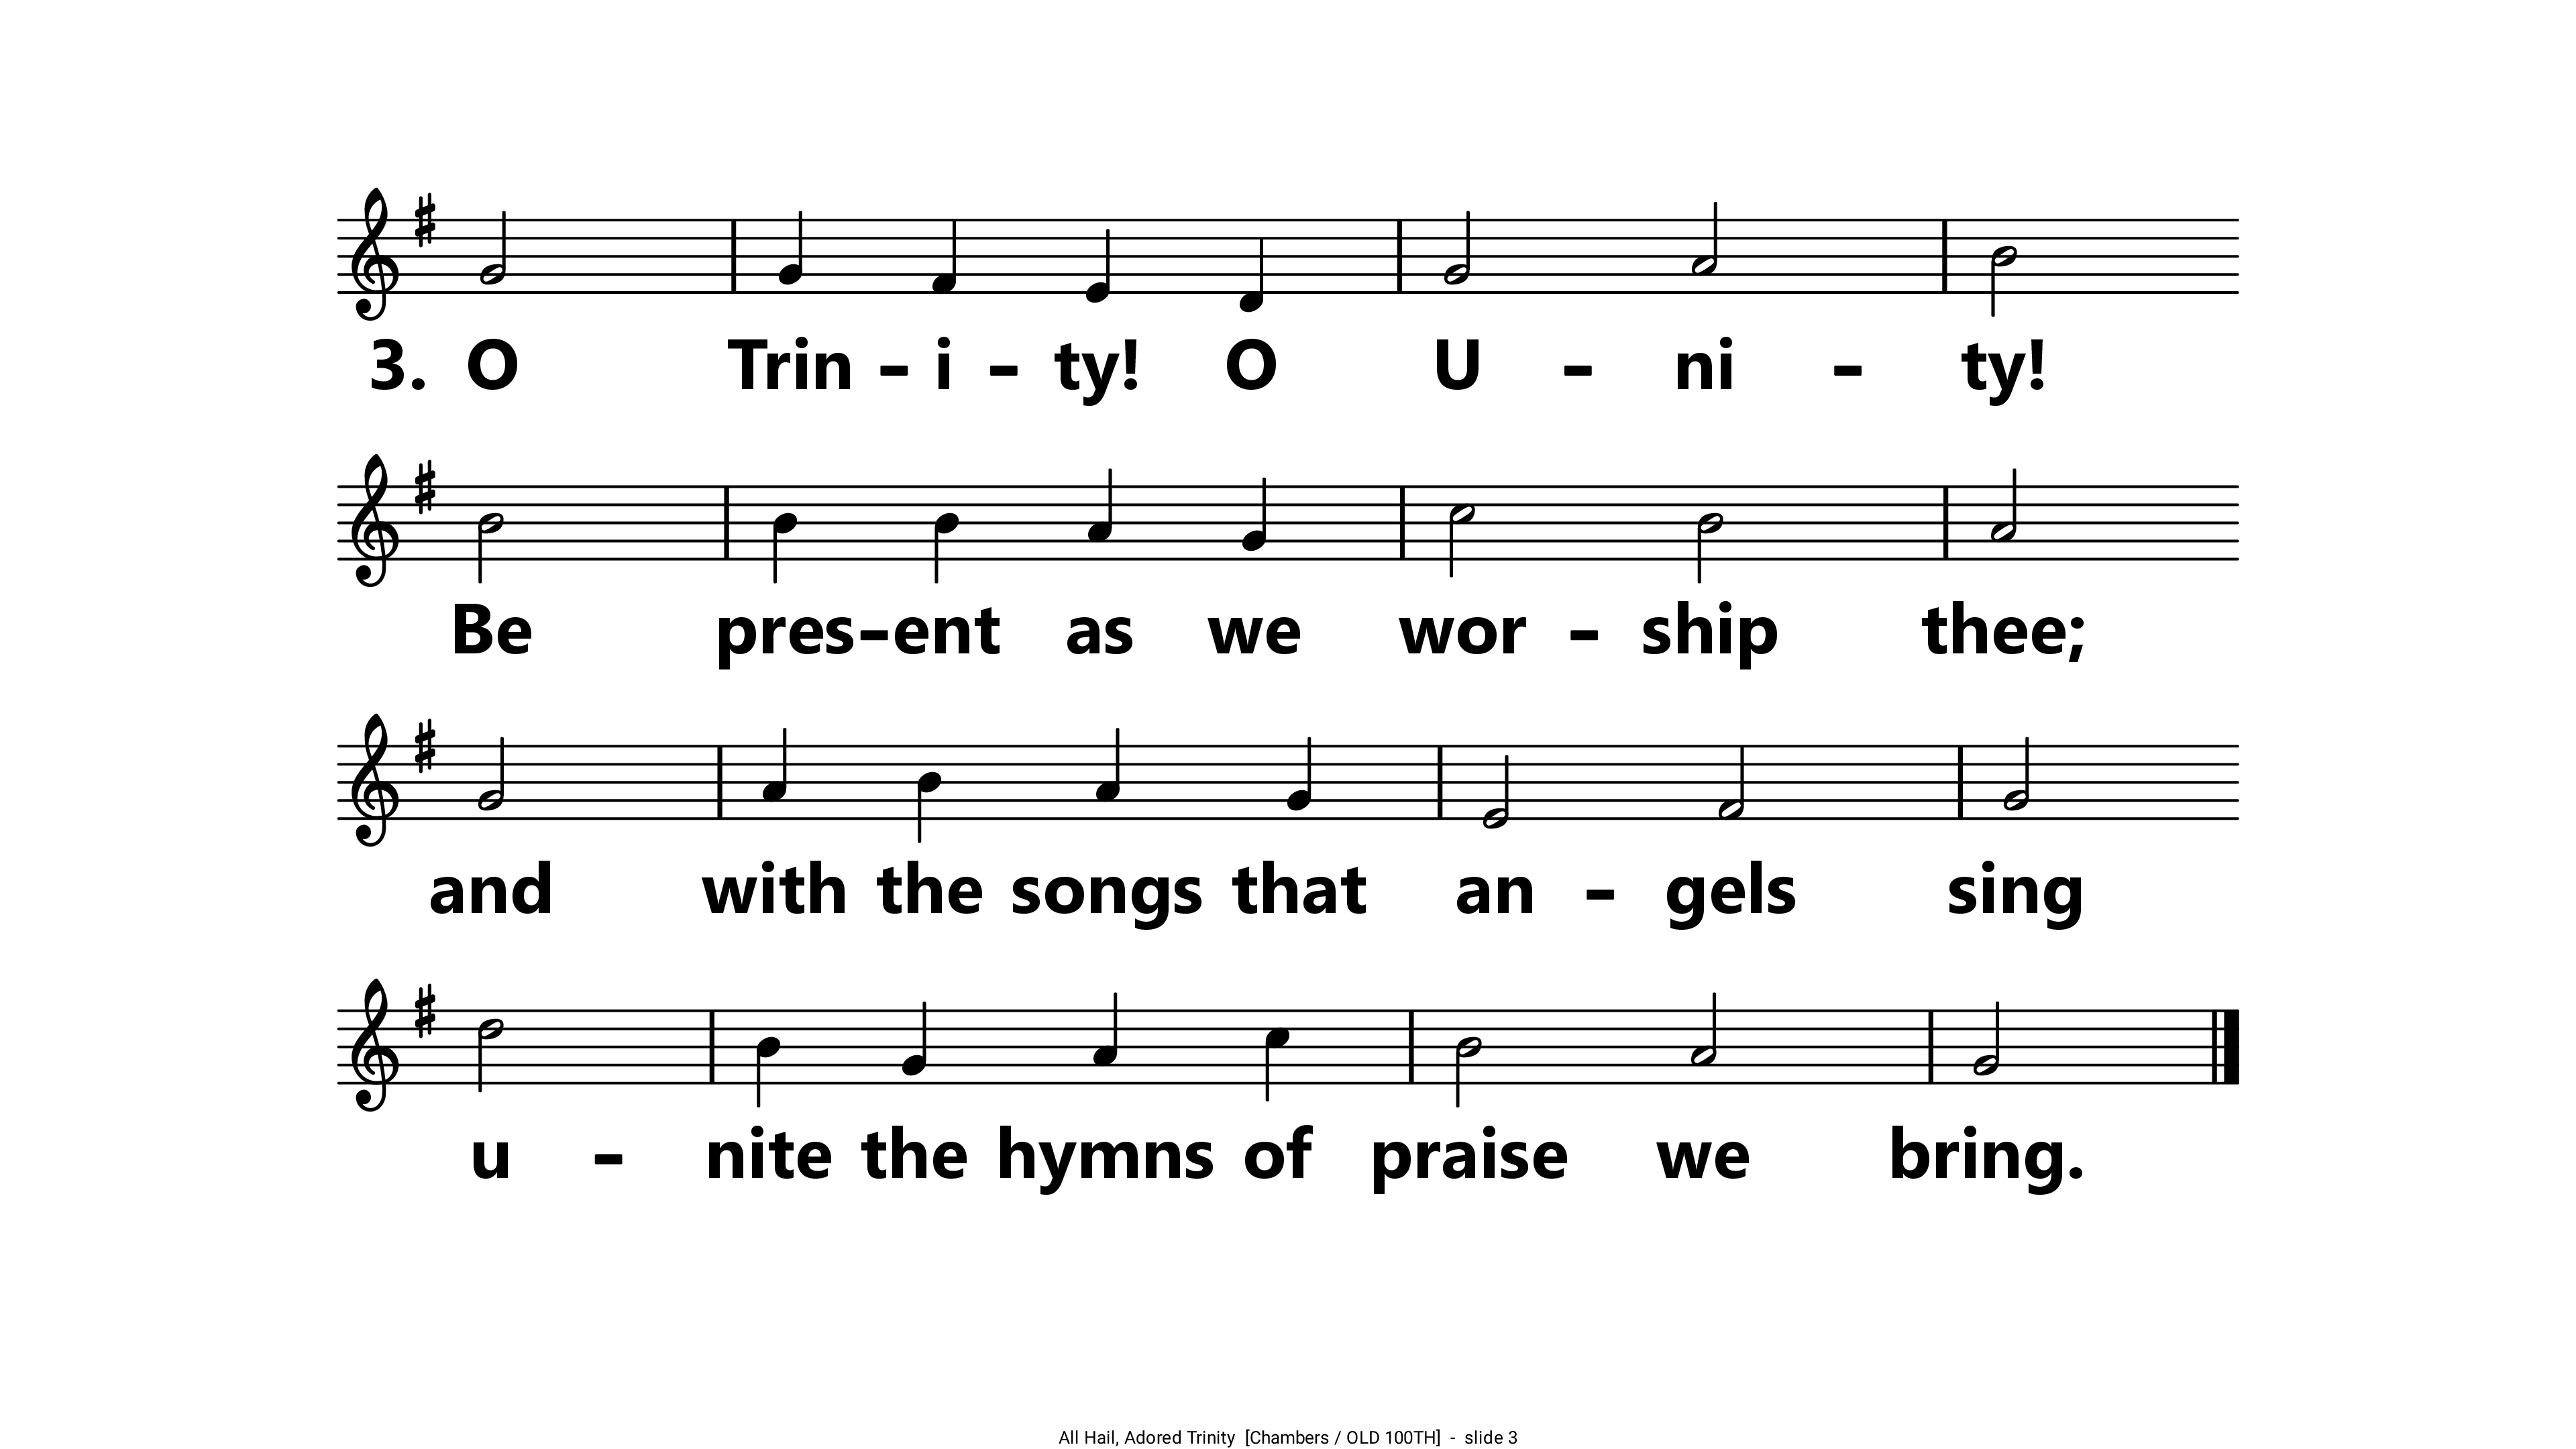 3. O Trin - i - ty! O U - ni - ty!
Be pres-ent as we wor - ship thee;
and with the songs that an - gels sing
u - nite the hymns of praise we bring.
All Hail, Adored Trinity [Chambers / OLD 100TH] - slide 3